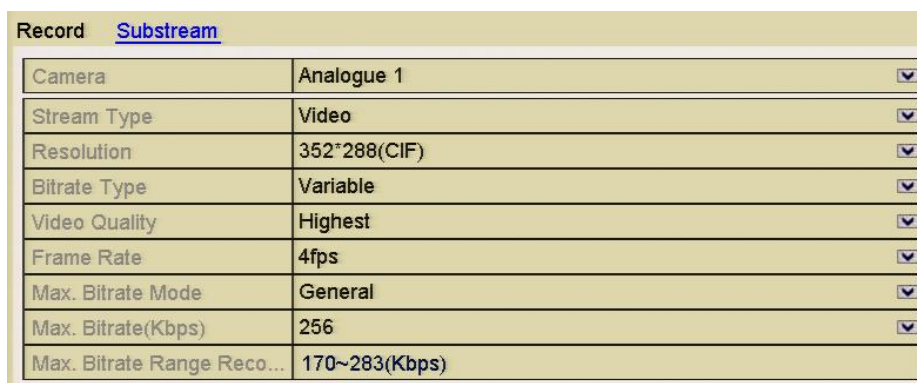 Record Substream
Camera Analogue 1
Stream Type Video
Resolution 352*288(CIF)
Bitrate Type Variable
Video Quality Highest
Frame Rate 4fps
Max. Bitrate Mode General
Max. Bitrate(Kbps) 256
Max. Bitrate Range Reco... 170~283(Kbps)